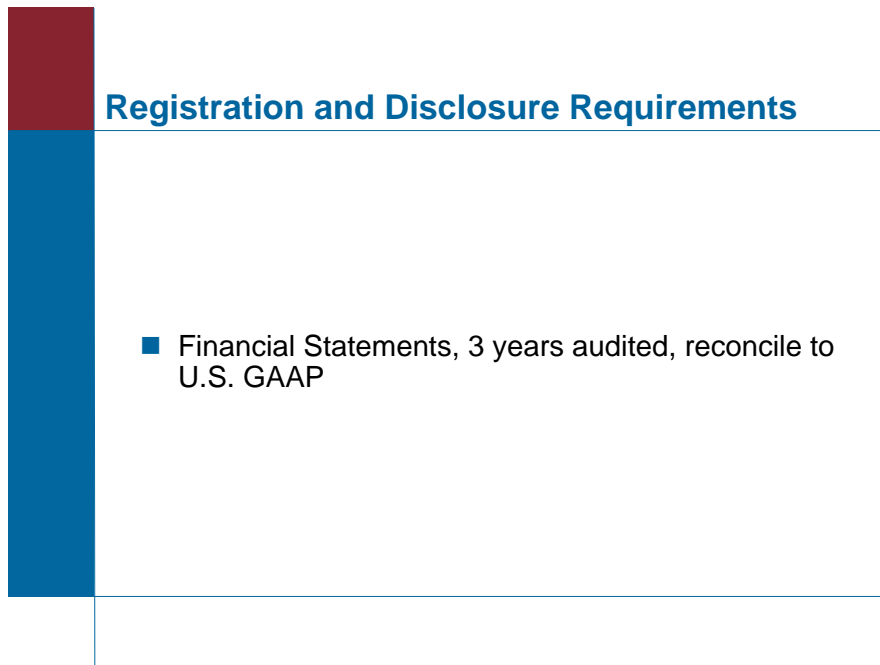 Registration and Disclosure Requirements
Financial Statements, 3 years audited, reconcile to
U.S. GAAP